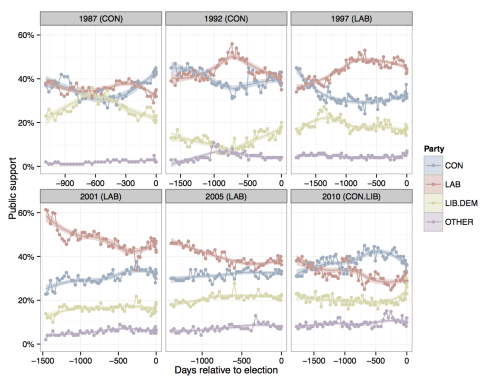 1987 (CON) 1992 (CON) 1997 (LAB)
60%
40%
20%
0%
-900 -600 -300 0 -1500 -1000 -500 0 -1500 -1000 -500 0
2001 (LAB) 2005 (LAB) 2010 (CON.LIB)
60%
40%
20%
0%
-1500 -1000 -500 0 -1000 -500 0 -1500 -1000 -500 0
Public support
Days relative to election
Party
CON
LAB
LIB.DEM
OTHER